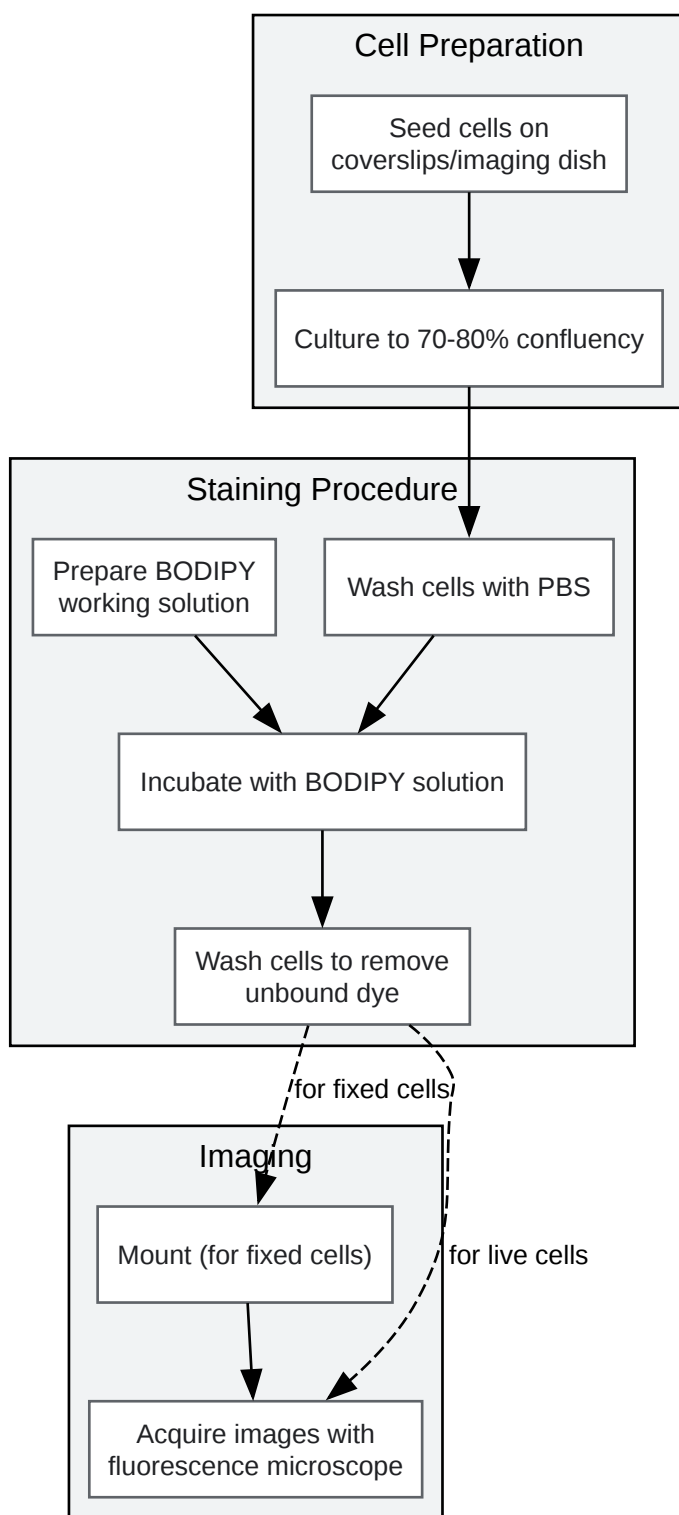 Cell Preparation
Seed cells on
coverslips/imaging dish
Culture to 70-80% confluency
Staining Procedure
Prepare BODIPY
working solution
Wash cells with PBS
Incubate with BODIPY solution
Wash cells to remove
unbound dye
for fixed cells
Imaging
Mount (for fixed cells)
for live cells
Acquire images with
fluorescence microscope